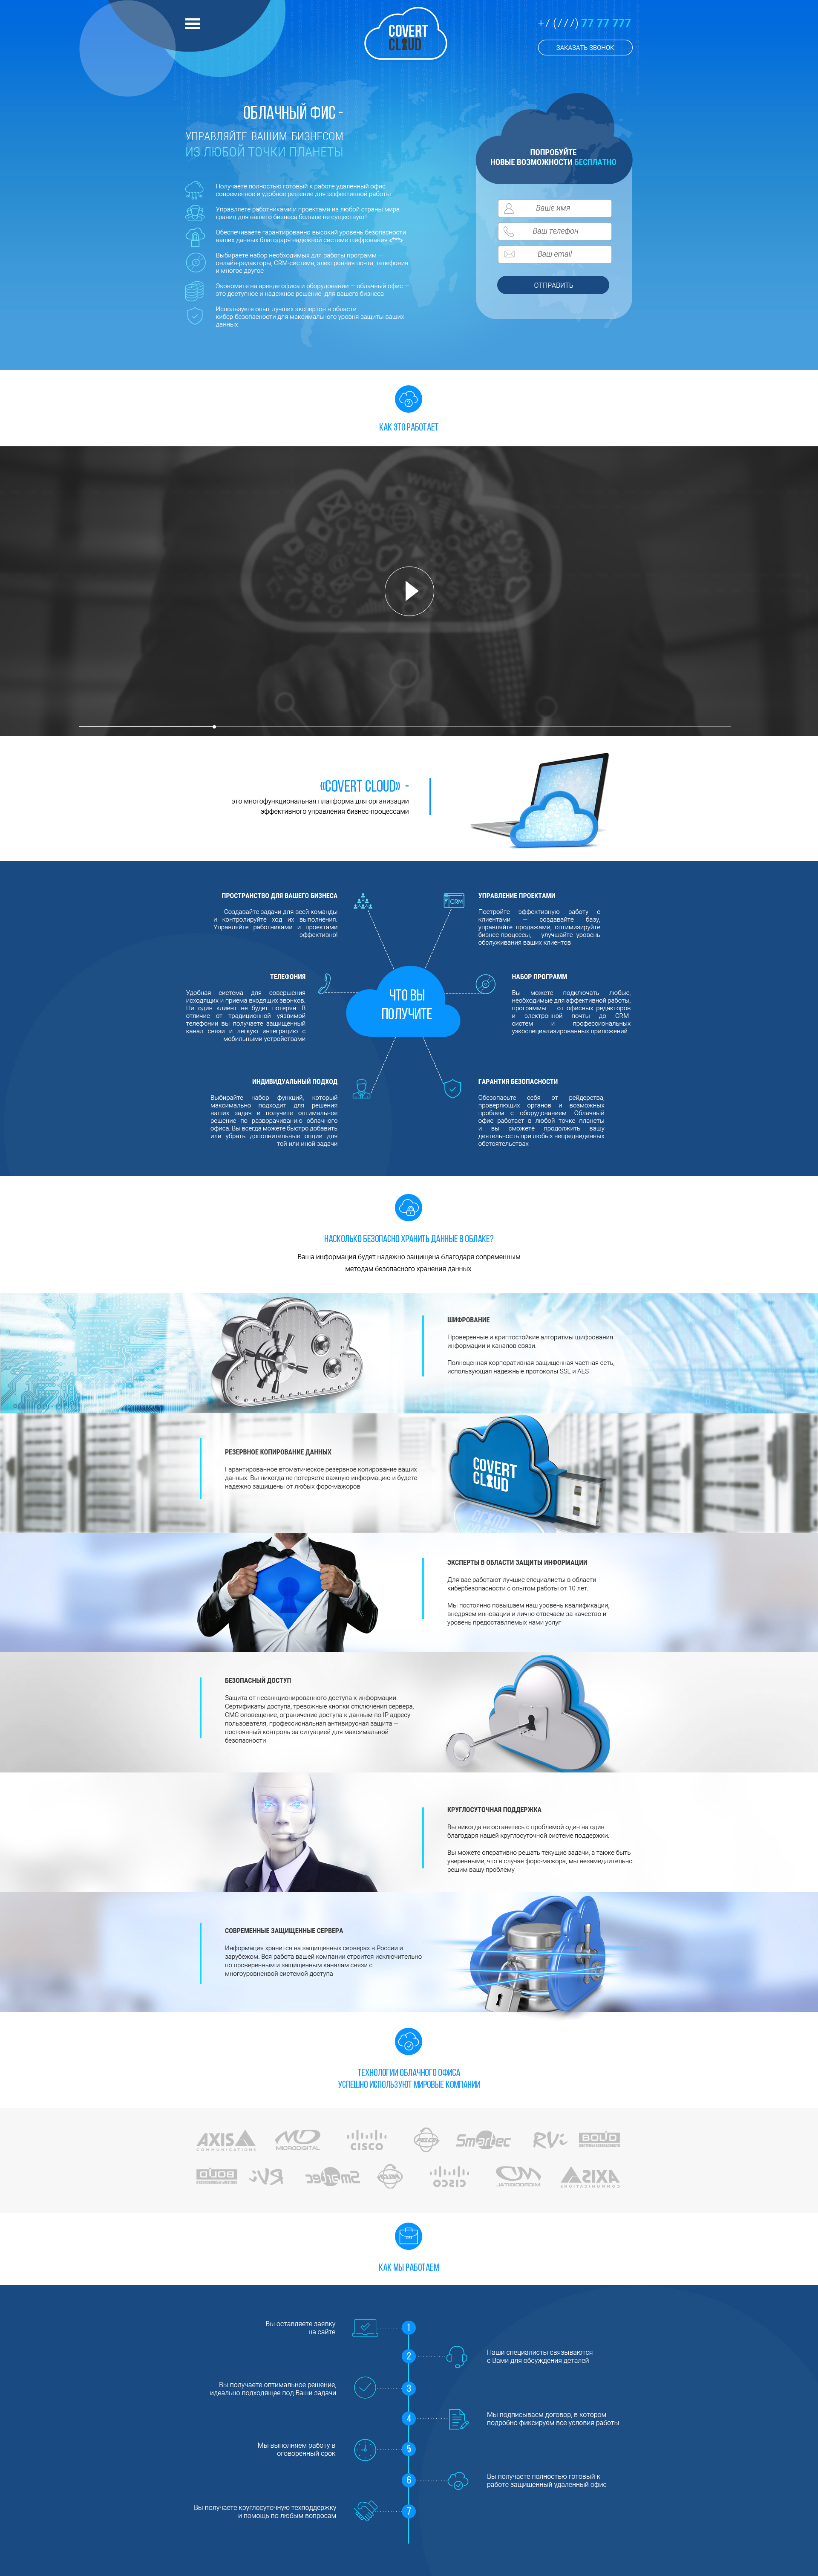 COVERT
CLOUD
+7 (777) 77 77 777
ЗАКАЗАТЬ ЗВОНОК
ОБЛАЧНЫЙ ФИС -
УПРАВЛЯЙТЕ ВАШИМ БИЗНЕСОМ
ИЗ ЛЮБОЙ ТОЧКИ ПЛАНЕТЫ
Получаете полностью готовый к работе удаленный офис —
современное и удобное решение для эффективной работы
Управляете работниками и проектами из любой страны мира —
границ для вашего бизнеса больше не существует!
Обеспечиваете гарантированно высокий уровень безопасности
ваших данных благодаря надежной системе шифрования «***»
Выбираете набор необходимых для работы программ —
онлайн-редакторы, CRM-система, электронная почта, телефония
и многое другое
Экономите на аренде офиса и оборудовании — облачный офис —
это доступное и надежное решение для вашего бизнеса
Используете опыт лучших экспертов в области
кибер-безопасности для максимального уровня защиты ваших
данных
ПОПРОБУЙТЕ
НОВЫЕ ВОЗМОЖНОСТИ БЕСПЛАТНО
Ваше имя
Ваш телефон
Ваш email
ОТПРАВИТЬ
КАК ЭТО РАБОТАЕТ
«COVERT CLOUD» -
это многофункциональная платформа для организации
эффективного управления бизнес-процессами
ПРОСТРАНСТВО ДЛЯ ВАШЕГО БИЗНЕСА
Создавайте задачи для всей команды
и контролируйте ход их выполнения.
Управляйте работниками и проектами
эффективно!
CRM
УПРАВЛЕНИЕ ПРОЕКТАМИ
Постройте эффективную работу с
клиентами — создавайте базу,
управляйте продажами, оптимизируйте
бизнес-процессы, улучшайте уровень
обслуживания ваших клиентов
ТЕЛЕФОНИЯ
Удобная система для совершения
исходящих и приема входящих звонков.
Ни один клиент не будет потерян. В
отличие от традиционной уязвимой
телефонии вы получаете защищенный
канал связи и легкую интеграцию с
мобильными устройствами
ЧТО ВЫ
ПОЛУЧИТЕ
НАБОР ПРОГРАММ
Вы можете подключать любые,
необходимые для эффективной работы,
программы — от офисных редакторов
и электронной почты до CRM-
систем и профессиональных
узкоспециализированных приложений
ИНДИВИДУАЛЬНЫЙ ПОДХОД
Выбирайте набор функций, который
максимально подходит для решения
ваших задач и получите оптимальное
решение по разворачиванию облачного
офиса. Вы всегда можете быстро добавить
или убрать дополнительные опции для
той или иной задачи
ГАРАНТИЯ БЕЗОПАСНОСТИ
Обезопасьте себя от рейдерства,
проверяющих органов и возможных
проблем с оборудованием. Облачный
офис работает в любой точке планеты
и вы сможете продолжить вашу
деятельность при любых непредвиденных
обстоятельствах
НАСКОЛЬКО БЕЗОПАСНО ХРАНИТЬ ДАННЫЕ В ОБЛАКЕ?
Ваша информация будет надежно защищена благодаря современным
методам безопасного хранения данных:
ШИФРОВАНИЕ
Проверенные и криптостойкие алгоритмы шифрования
информации и каналов связи.
Полноценная корпоративная защищенная частная сеть,
использующая надежные протоколы SSL и AES
РЕЗЕРВНОЕ КОПИРОВАНИЕ ДАННЫХ
Гарантированное втоматическое резервное копирование ваших
данных. Вы никогда не потеряете важную информацию и будете
надежно защищены от любых форс-мажоров
COVERT
CLOUD
ЭКСПЕРТЫ В ОБЛАСТИ ЗАЩИТЫ ИНФОРМАЦИИ
Для вас работают лучшие специалисты в области
кибербезопасности с опытом работы от 10 лет.
Мы постоянно повышаем наш уровень квалификации,
внедряем инновации и лично отвечаем за качество и
уровень предоставляемых нами услуг
БЕЗОПАСНЫЙ ДОСТУП
Защита от несанкционированного доступа к информации.
Сертификаты доступа, тревожные кнопки отключения сервера,
СМС оповещение, ограничение доступа к данным по IP адресу
пользователя, профессиональная антивирусная защита —
постоянный контроль за ситуацией для максимальной
безопасности
КРУГЛОСУТОЧНАЯ ПОДДЕРЖКА
Вы никогда не останетесь с проблемой один на один
благодаря нашей круглосуточной системе поддержки.
Вы можете оперативно решать текущие задачи, а также быть
уверенными, что в случае форс-мажора, мы незамедлительно
решим вашу проблему
СОВРЕМЕННЫЕ ЗАЩИЩЕННЫЕ СЕРВЕРА
Информация хранится на защищенных серверах в России и
зарубежом. Вся работа вашей компании строится исключительно
по проверенным и защищенным каналам связи с
многоуровневой системой доступа
ТЕХНОЛОГИИ ОБЛАЧНОГО ОФИСА
УСПЕШНО ИСПОЛЬЗУЮТ МИРОВЫЕ КОМПАНИИ
AXIS
COMMUNICATIONS
MICRODIGITAL
CISCO
PELCO
Smartec
RVi
BOLID
КАК МЫ РАБОТАЕМ
Вы оставляете заявку
на сайте
1
2
Наши специалисты связываются
с Вами для обсуждения деталей
Вы получаете оптимальное решение,
идеально подходящее под Ваши задачи
3
4
Мы подписываем договор, в котором
подробно фиксируем все условия работы
Мы выполняем работу в
оговоренный срок
5
6
Вы получаете полностью готовый к
работе защищенный удаленный офис
Вы получаете круглосуточную техподдержку
и помощь по любым вопросам
7